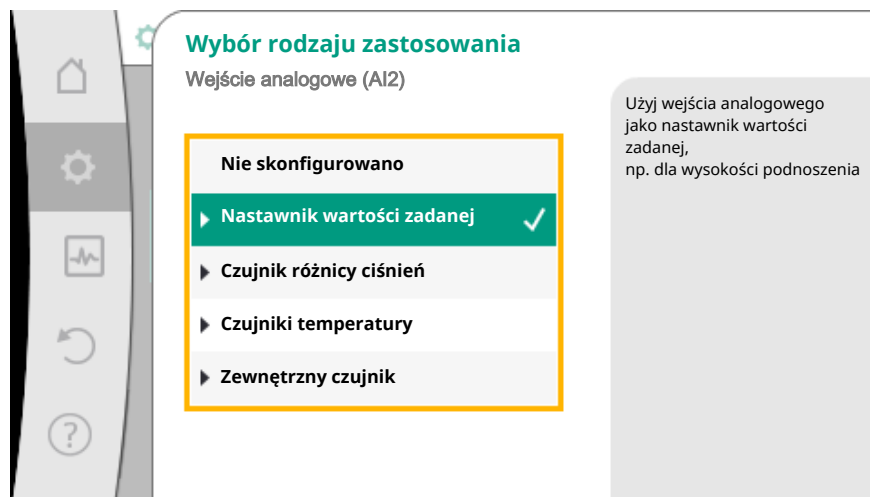 Wybór rodzaju zastosowania
Wejście analogowe (AI2)
Nie skonfigurowano
Nastawnik wartości zadanej
Czujnik różnicy ciśnień
Czujniki temperatury
Zewnętrzny czujnik
Użyj wejścia analogowego
jako nastawnik wartości
zadanej,
np. dla wysokości podnoszenia
?